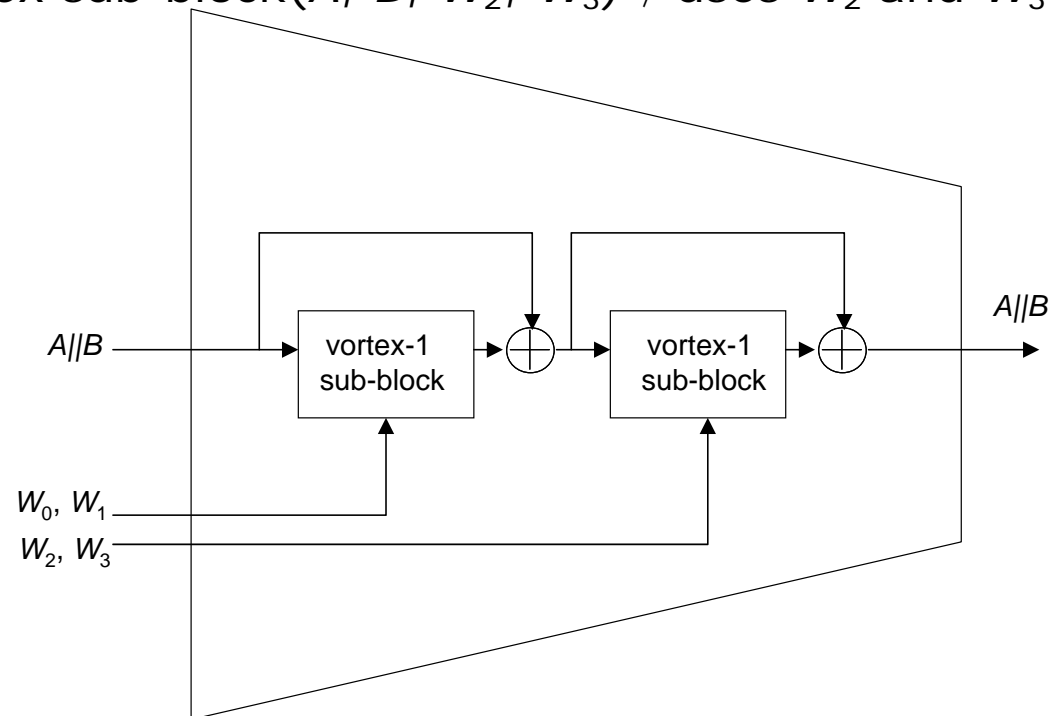 A||B
vortex-1
sub-block
vortex-1
sub-block
A||B
W₀, W₁
W₂, W₃